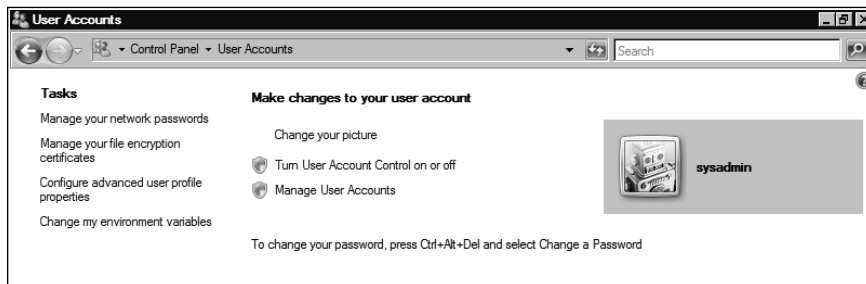 User Accounts
Control Panel User Accounts
Search
Tasks
Manage your network passwords
Manage your file encryption
certificates
Configure advanced user profile
properties
Change my environment variables
Make changes to your user account
Change your picture
Turn User Account Control on or off
Manage User Accounts
sysadmin
To change your password, press Ctrl+Alt+Del and select Change a Password